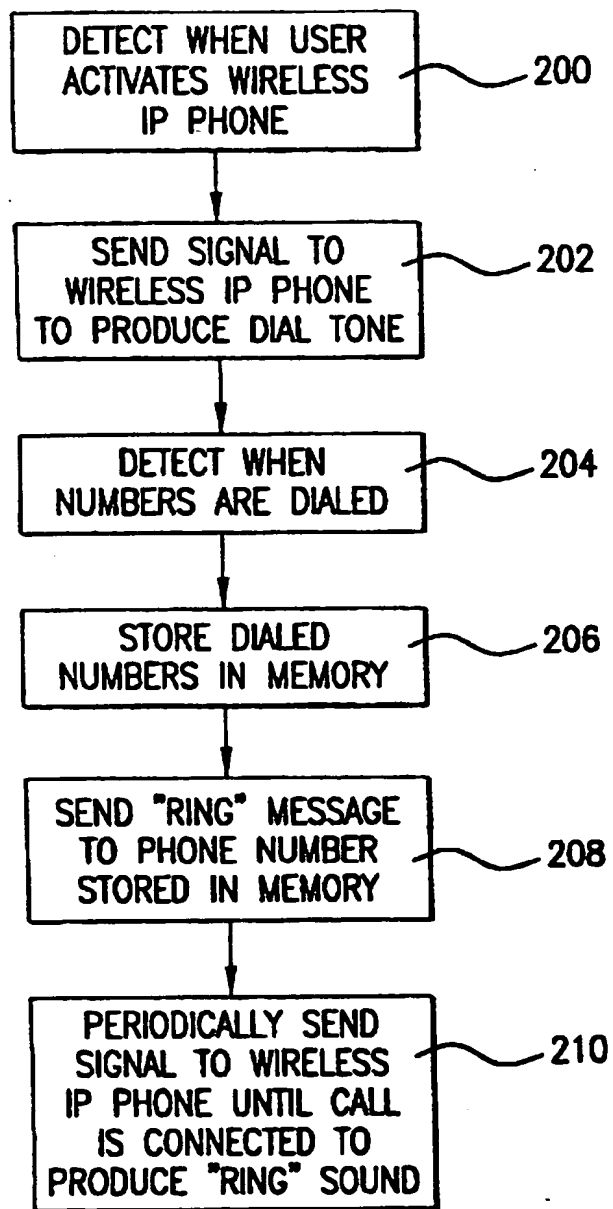 DETECT WHEN USER
ACTIVATES WIRELESS
IP PHONE
200
SEND SIGNAL TO
WIRELESS IP PHONE
TO PRODUCE DIAL TONE
202
DETECT WHEN
NUMBERS ARE DIALED
204
STORE DIALED
NUMBERS IN MEMORY
206
SEND "RING" MESSAGE
TO PHONE NUMBER
STORED IN MEMORY
208
PERIODICALLY SEND
SIGNAL TO WIRELESS
IP PHONE UNTIL CALL
IS CONNECTED TO
PRODUCE "RING" SOUND
210